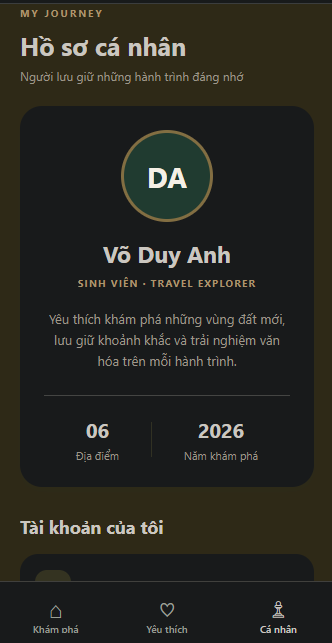 MY JOURNEY
Hồ sơ cá nhân
Người lưu giữ những hành trình đáng nhớ
DA
Võ Duy Anh
SINH VIÊN · TRAVEL EXPLORER
Yêu thích khám phá những vùng đất mới,
lưu giữ khoảnh khắc và trải nghiệm văn
hóa trên mỗi hành trình.
06 2026
Địa điểm Năm khám phá
Tài khoản của tôi
Khám phá Yêu thích Cá nhân